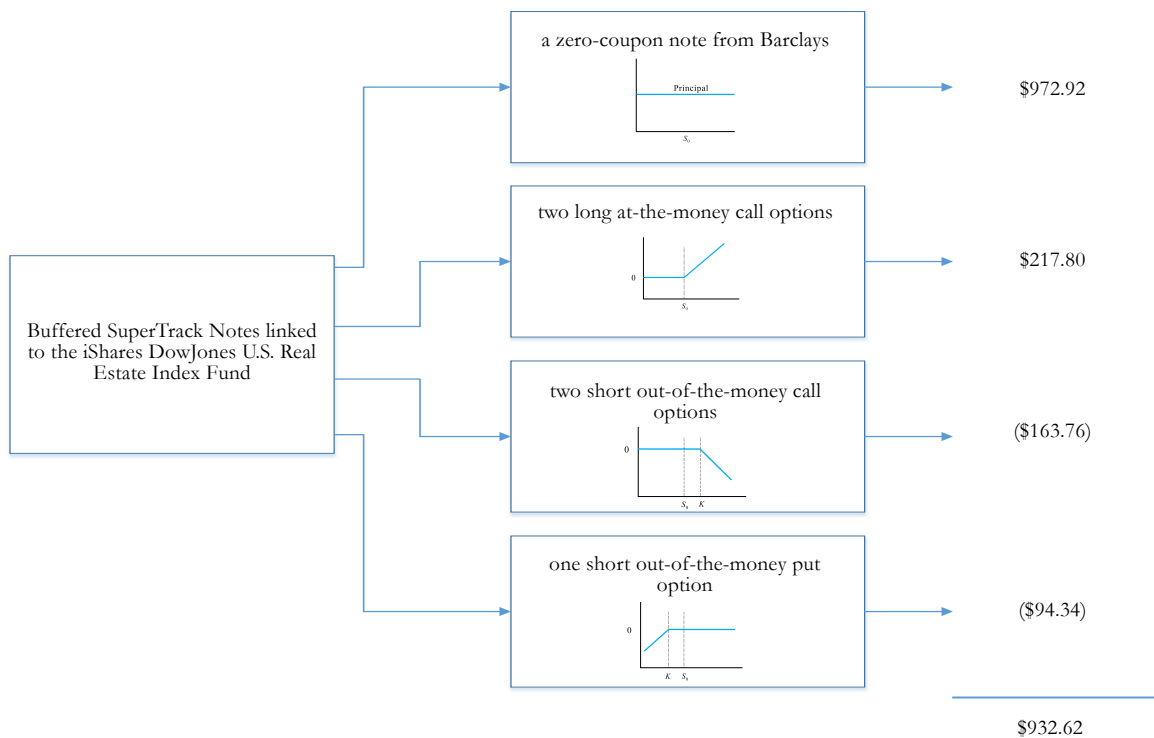 a zero-coupon note from Barclays
Principal
S₀
$972.92
two long at-the-money call options
0
S₀
$217.80
Buffered SuperTrack Notes linked
to the iShares DowJones U.S. Real
Estate Index Fund
two short out-of-the-money call
options
0
S₀ K
($163.76)
one short out-of-the-money put
option
0
K S₀
($94.34)
$932.62